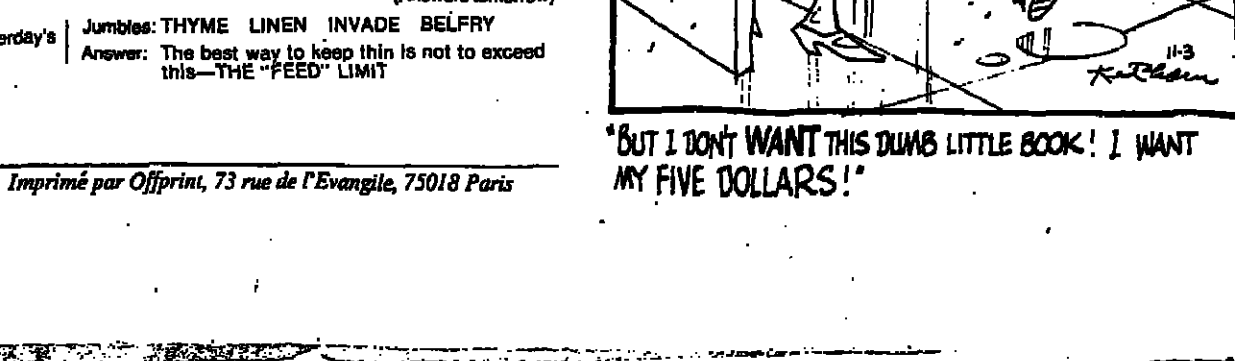 Jumbles: THYME LINEN INVADE BELFRY
Answer: The best way to keep thin is not to exceed
this—THE "FEED" LIMIT
Imprimé par Offprint, 73 rue de l'Evangile, 75018 Paris
11-3
"BUT I DON'T WANT THIS DUMB LITTLE BOOK! I WANT
MY FIVE DOLLARS!"